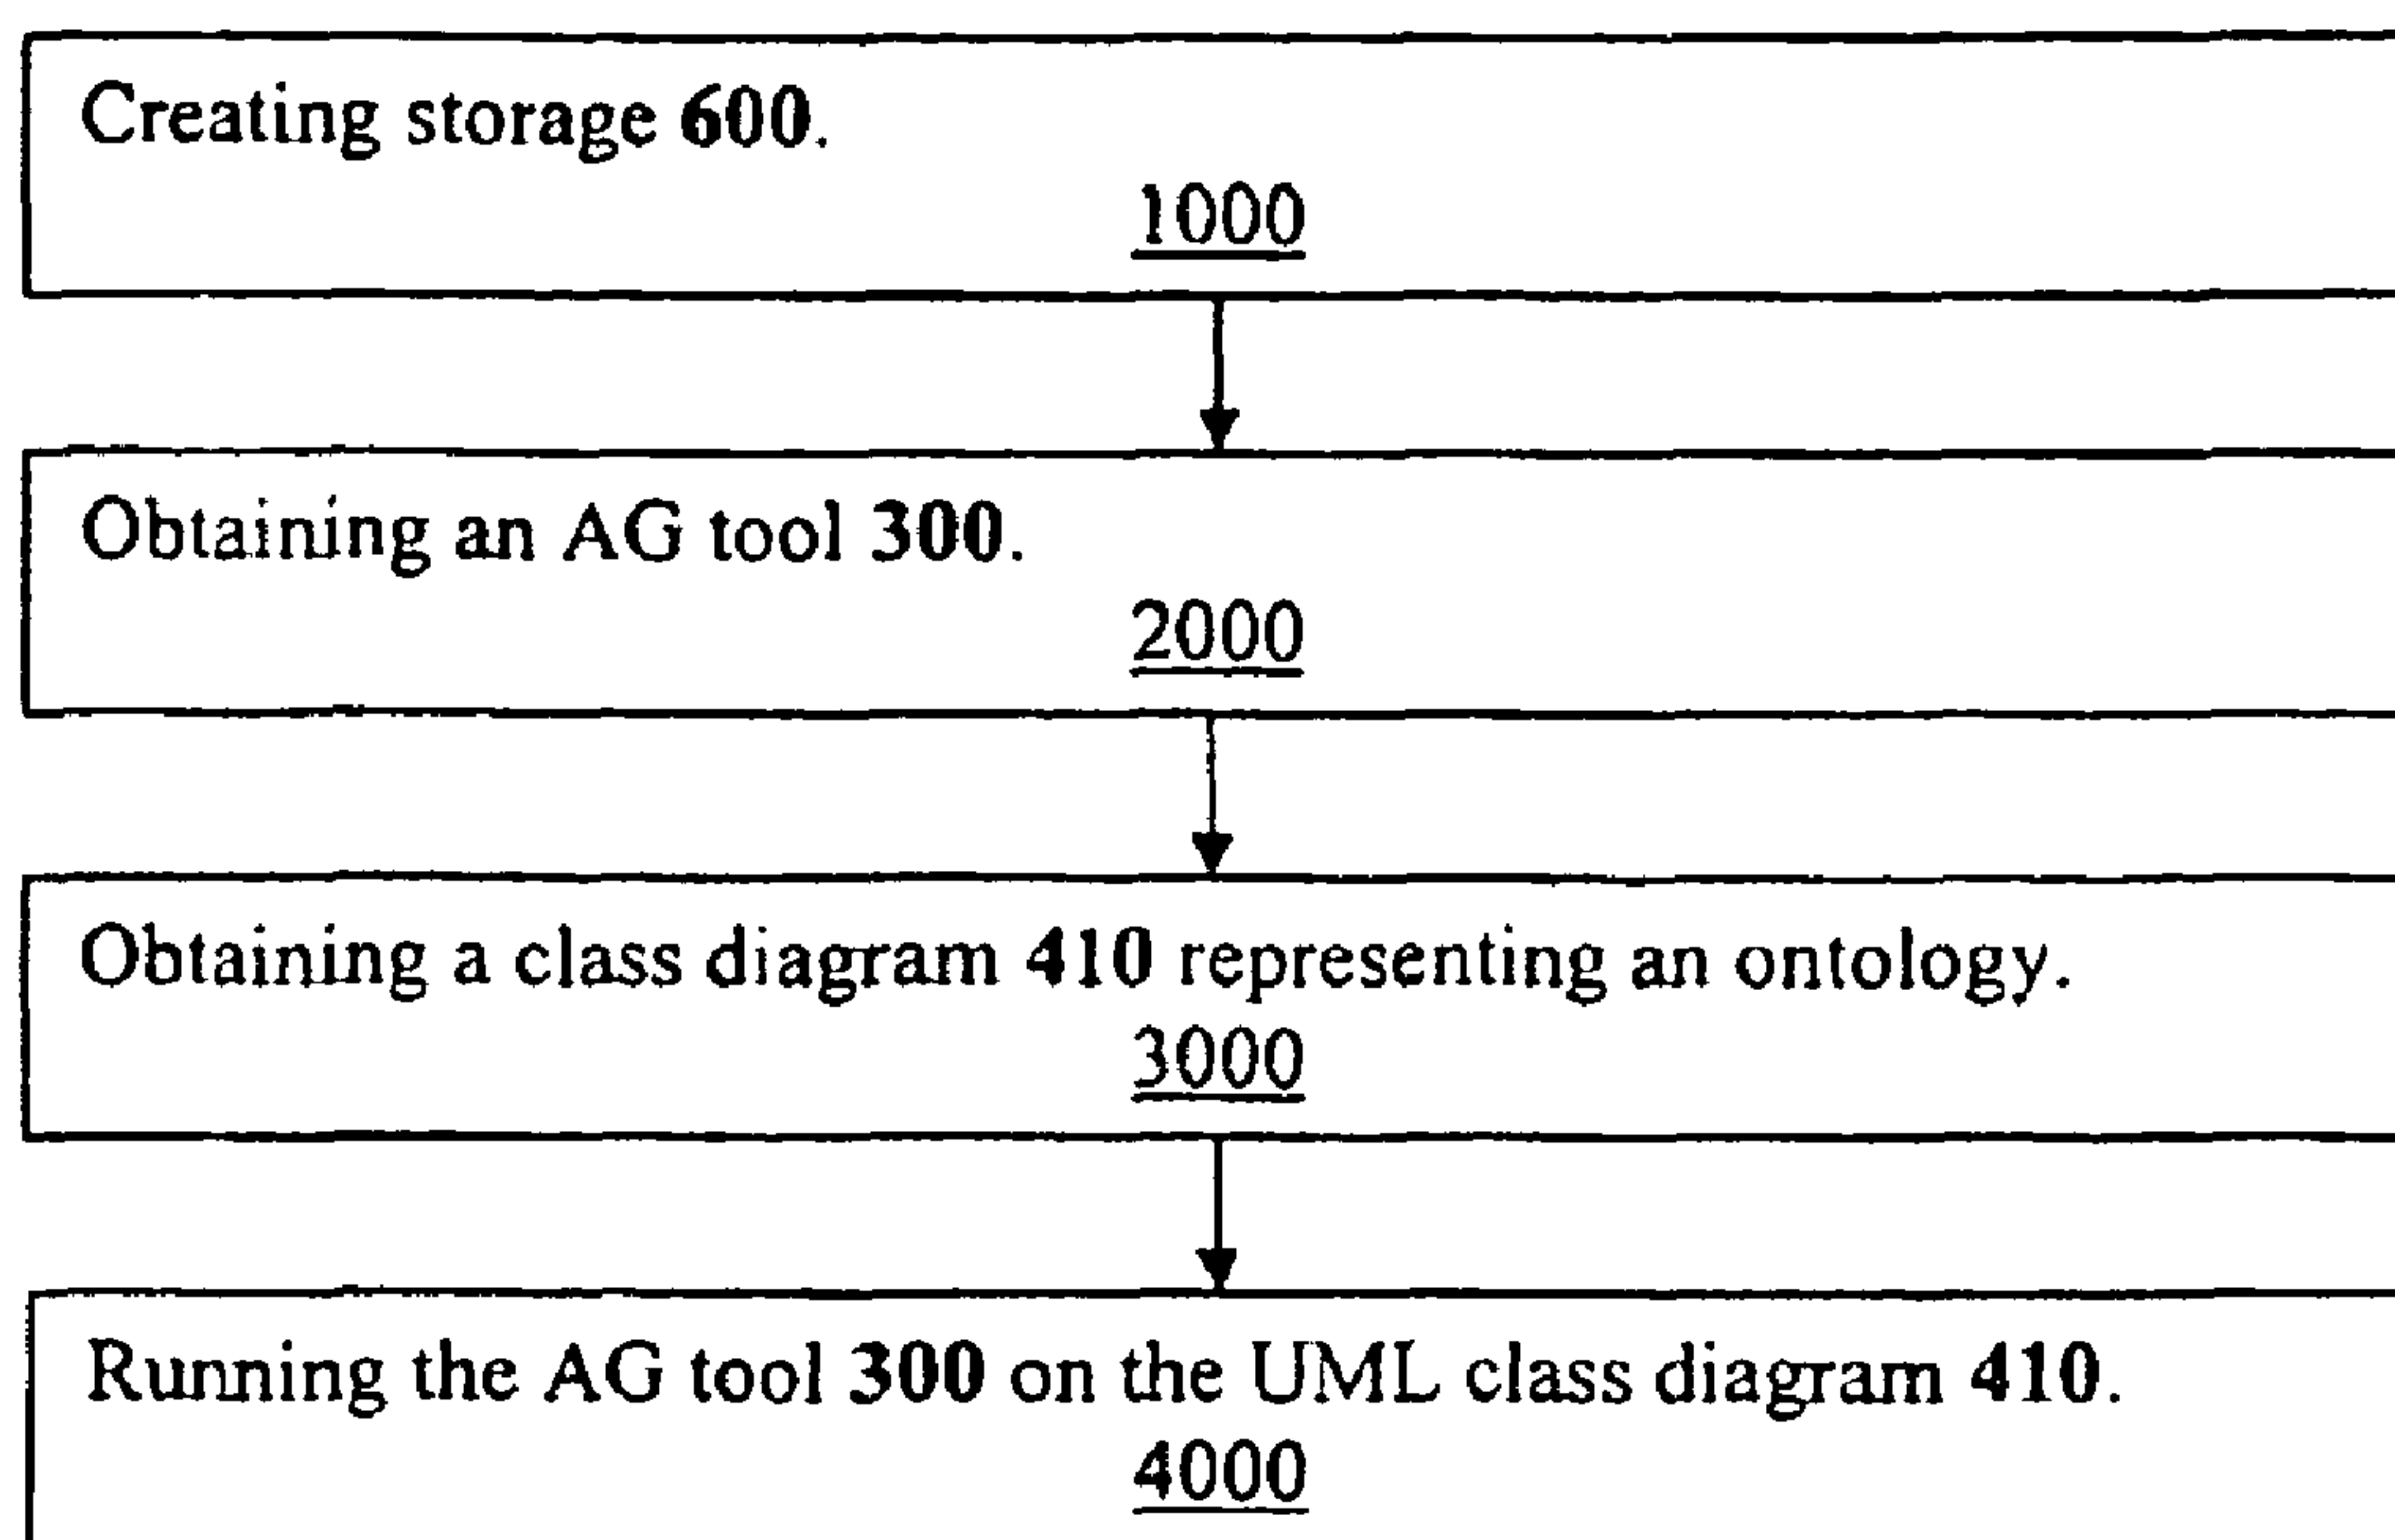 Creating storage 600.
1000
Obtaining an AG tool 300.
2000
Obtaining a class diagram 410 representing an ontology.
3000
Running the AG tool 300 on the UML class diagram 410.
4000